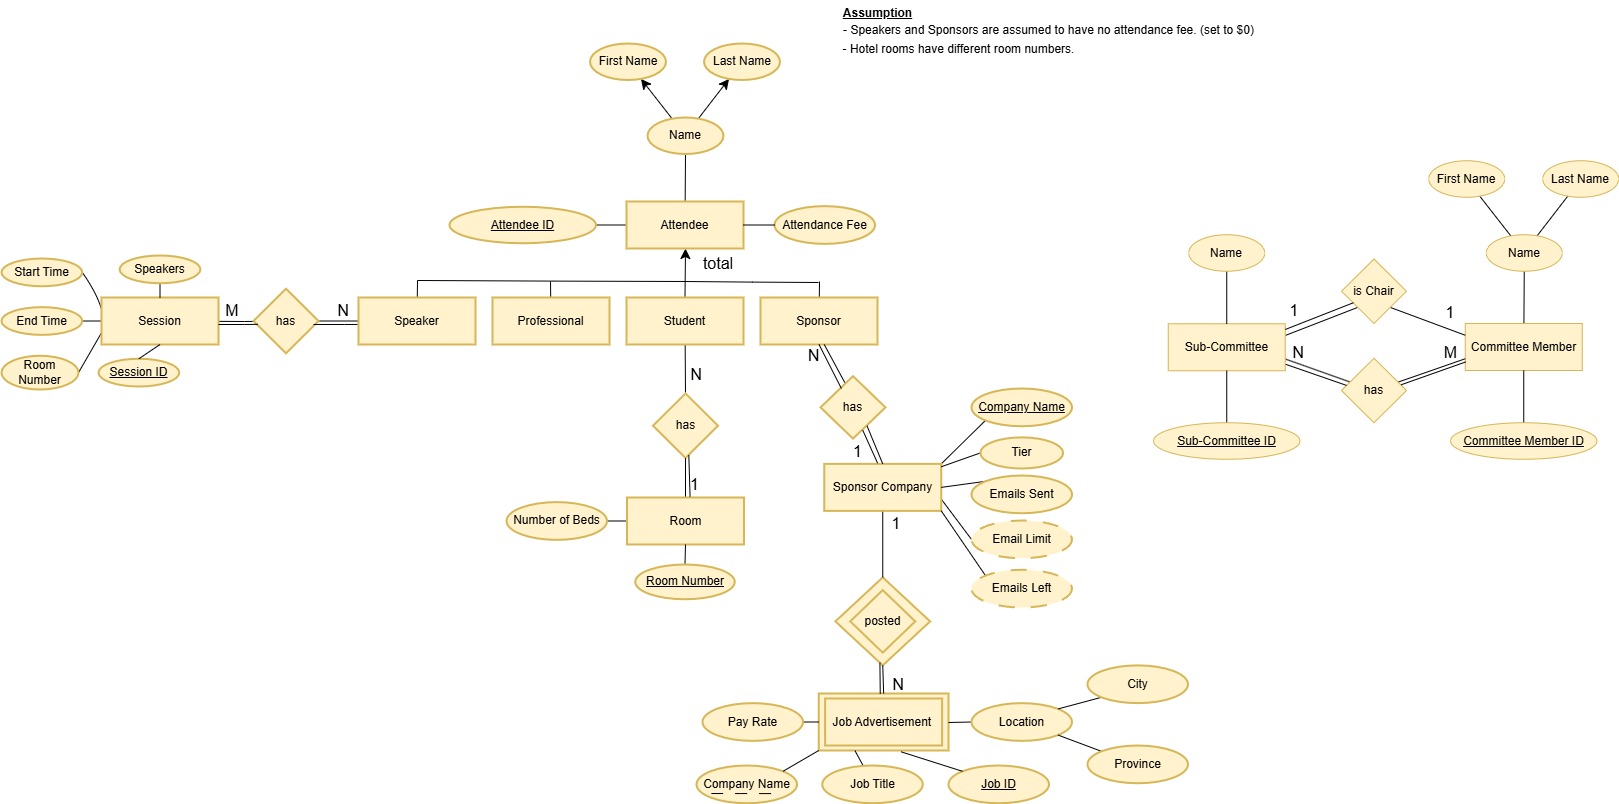 Assumption
- Speakers and Sponsors are assumed to have no attendance fee. (set to $0)
- Hotel rooms have different room numbers.
First Name
Last Name
Name
Attendee ID
Attendee
Attendance Fee
total
Start Time
Speakers
End Time
Session
M
has
N
Speaker
Professional
Student
Sponsor
Room
Number
Session ID
N
has
1
Number of Beds
Room
Room Number
N
has
1
Sponsor Company
Company Name
Tier
Emails Sent
Email Limit
Emails Left
1
posted
N
Job Advertisement
Pay Rate
Company Name
Job Title
Job ID
Location
City
Province
First Name
Last Name
Name
Name
is Chair
1
1
Sub-Committee
Committee Member
N
M
has
Sub-Committee ID
Committee Member ID